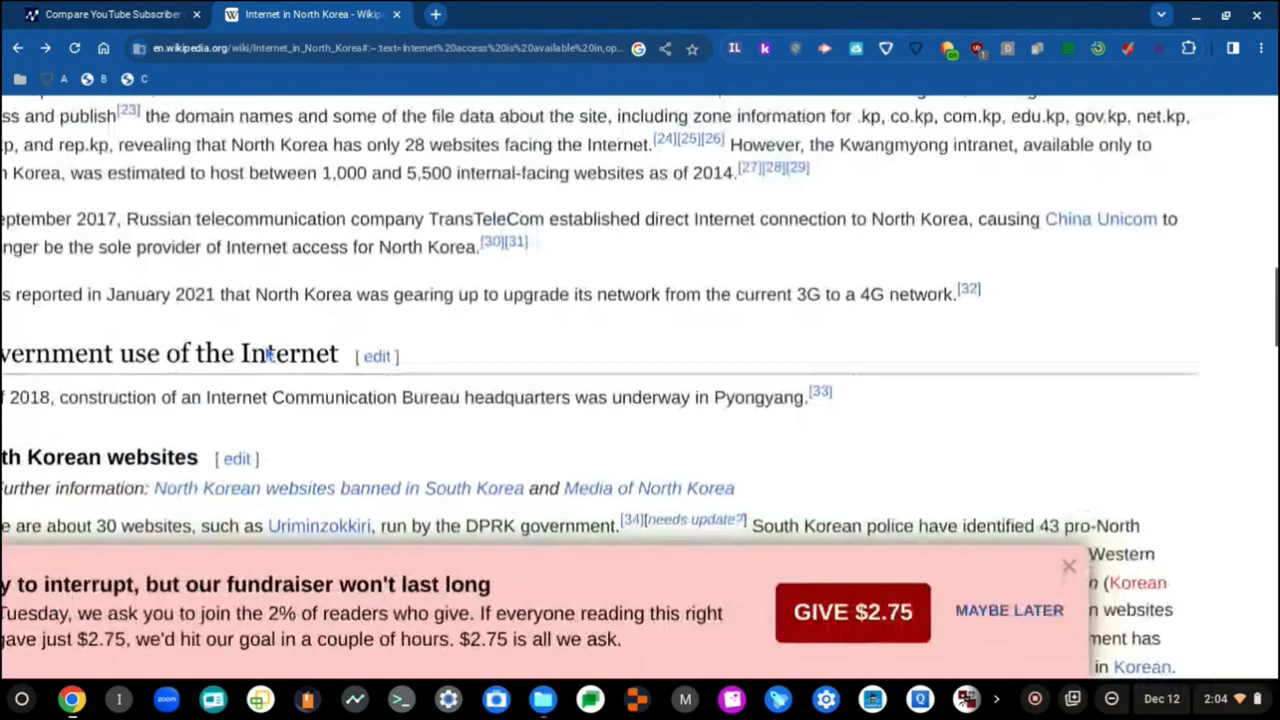 Compare YouTube Subscriber
Internet in North Korea - Wikip
en.wikipedia.org/wiki/Internet_in_North_Korea#:~:text=Internet%20access%20is%20available%20in,op...
A B C
ss and publish[23] the domain names and some of the file data about the site, including zone information for .kp, co.kp, com.kp, edu.kp, gov.kp, net.kp,
p, and rep.kp, revealing that North Korea has only 28 websites facing the Internet.[24][25][26] However, the Kwangmyong intranet, available only to
h Korea, was estimated to host between 1,000 and 5,500 internal-facing websites as of 2014.[27][28][29]
eptember 2017, Russian telecommunication company TransTeleCom established direct Internet connection to North Korea, causing China Unicom to
nger be the sole provider of Internet access for North Korea.[30][31]
s reported in January 2021 that North Korea was gearing up to upgrade its network from the current 3G to a 4G network.[32]
vernment use of the Internet [ edit ]
f 2018, construction of an Internet Communication Bureau headquarters was underway in Pyongyang.[33]
th Korean websites [ edit ]
urther information: North Korean websites banned in South Korea and Media of North Korea
e are about 30 websites, such as Uriminzokkiri, run by the DPRK government.[34][needs update?] South Korean police have identified 43 pro-North
Western
n (Korean
n websites
ment has
in Korean.
y to interrupt, but our fundraiser won't last long
Tuesday, we ask you to join the 2% of readers who give. If everyone reading this right
gave just $2.75, we'd hit our goal in a couple of hours. $2.75 is all we ask.
GIVE $2.75
MAYBE LATER
Dec 12
2:04